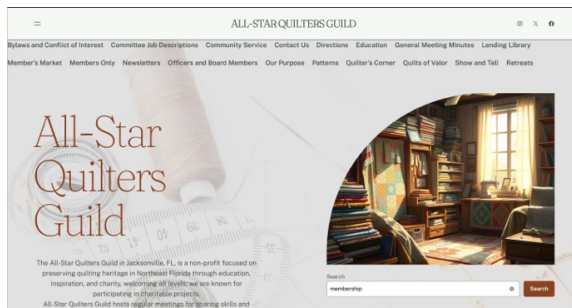 ALL-STAR QUILTERS GUILD
Bylaws and Conflict of Interest Committee Job Descriptions Community Service Contact Us Directions Education General Meeting Minutes Lending Library
Member's Market Members Only Newsletters Officers and Board Members Our Purpose Patterns Quilter's Corner Quilts of Valor Show and Tell Retreats
All-Star
Quilters
Guild
The All-Star Quilters Guild in Jacksonville, FL, is a non-profit focused on
preserving quilting heritage in Northeast Florida through education,
inspiration, and charity, welcoming all levels; we are known for
participating in charitable projects.
All-Star Quilters Guild hosts regular meetings for sharing skills and
Search
membership
Search